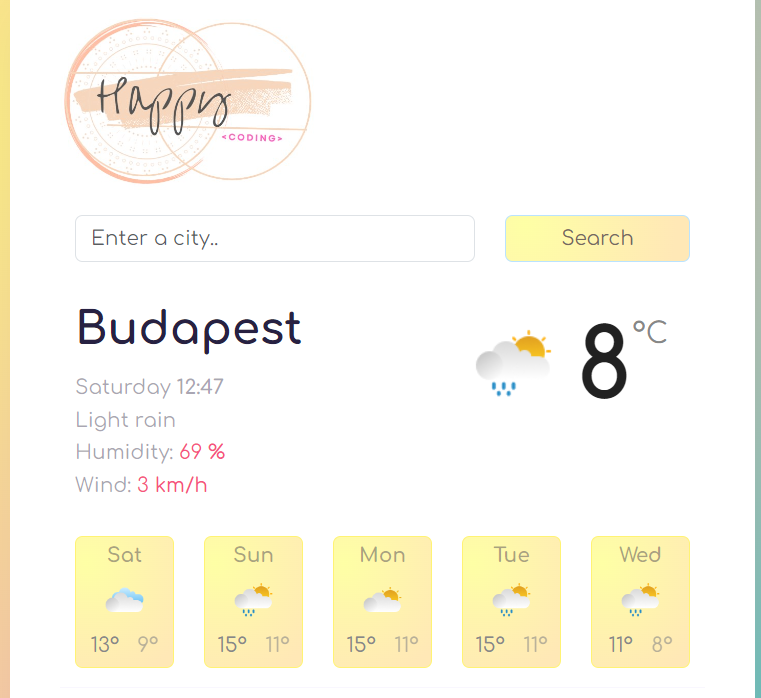 Happy
<CODING>
Enter a city..
Search
Budapest
8 °C
Saturday 12:47
Light rain
Humidity: 69 %
Wind: 3 km/h
Sat Sun Mon Tue Wed
13° 9° 15° 11° 15° 11° 15° 11° 11° 8°